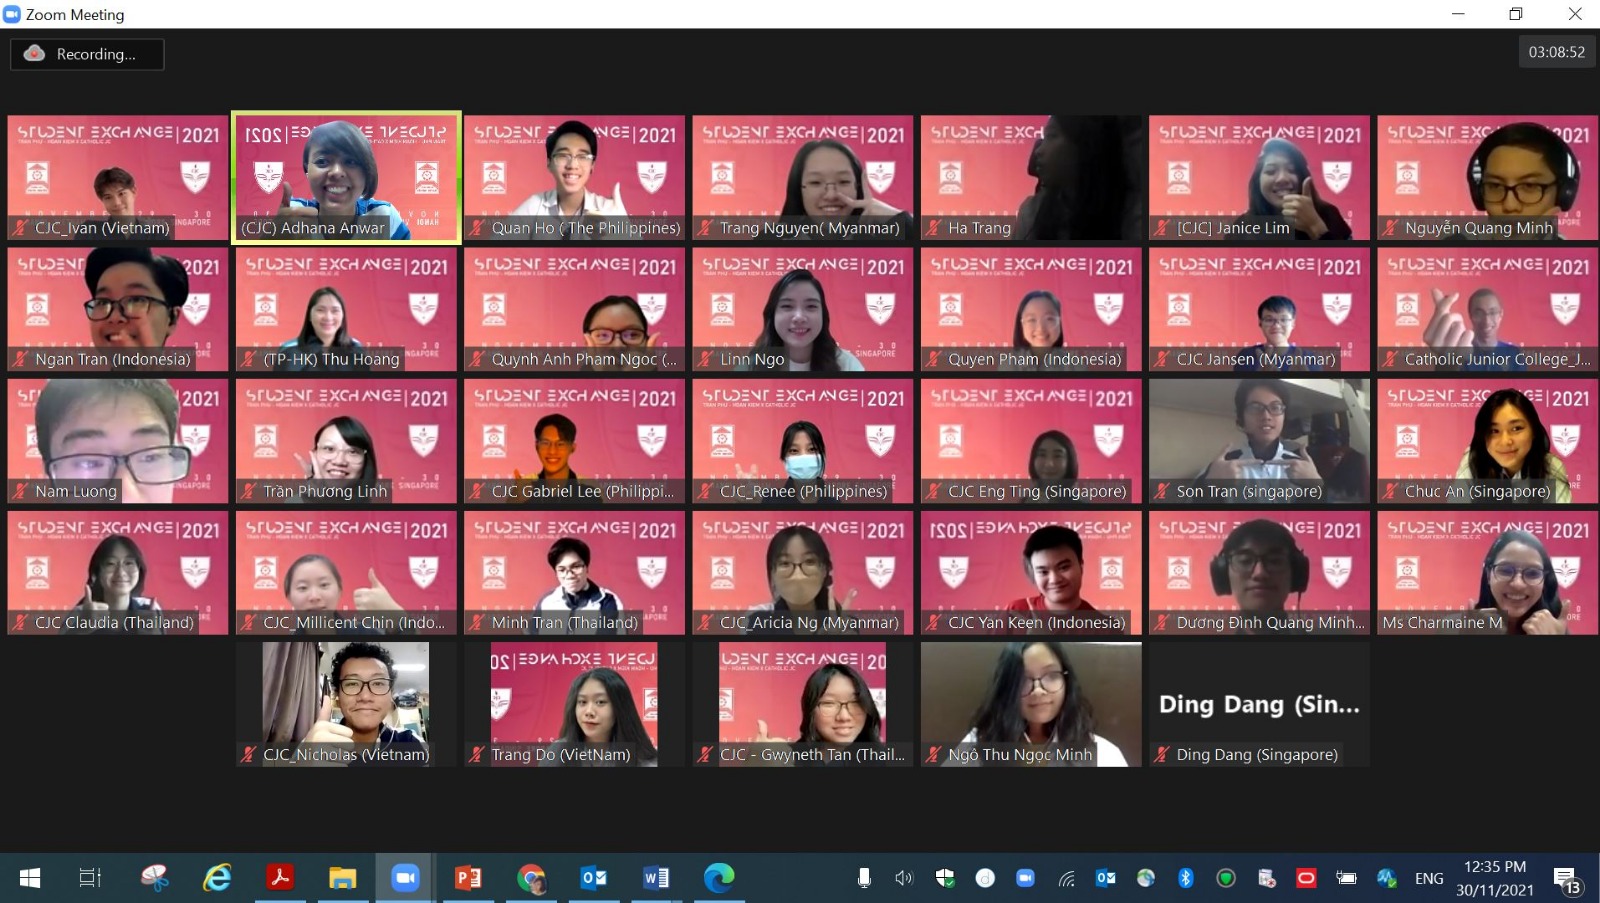 Zoom Meeting
Recording...
03:08:52
STUDENT EXCHANGE | 2021
CJC_Ivan (Vietnam)
(CJC) Adhana Anwar
Quan Ho ( The Philippines)
Trang Nguyen( Myanmar)
Ha Trang
[CJC] Janice Lim
Nguyễn Quang Minh
Ngan Tran (Indonesia)
(TP-HK) Thu Hoang
Quynh Anh Pham Ngoc (...
Linn Ngo
Quyen Pham (Indonesia)
CJC Jansen (Myanmar)
Catholic Junior College_J...
Nam Luong
Trần Phương Linh
CJC Gabriel Lee (Philippi...
CJC_Renee (Philippines)
CJC Eng Ting (Singapore)
Son Tran (singapore)
Chuc An (Singapore)
CJC Claudia (Thailand)
CJC_Millicent Chin (Indo...
Minh Tran (Thailand)
CJC_Aricia Ng (Myanmar)
CJC Yan Keen (Indonesia)
Dương Đình Quang Minh...
Ms Charmaine M
CJC_Nicholas (Vietnam)
Trang Do (VietNam)
CJC - Gwyneth Tan (Thail...
Ngô Thu Ngọc Minh
Ding Dang (Sin...
Ding Dang (Singapore)
ENG
12:35 PM
30/11/2021
13